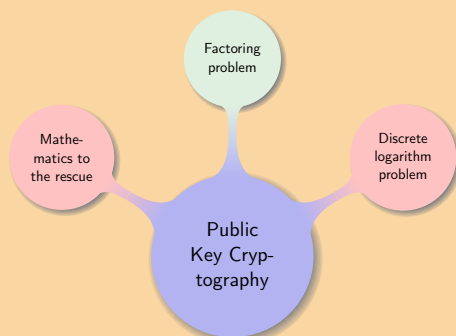 Factoring
problem
Mathe-
matics to
the rescue
Discrete
logarithm
problem
Public
Key Cryp-
tography